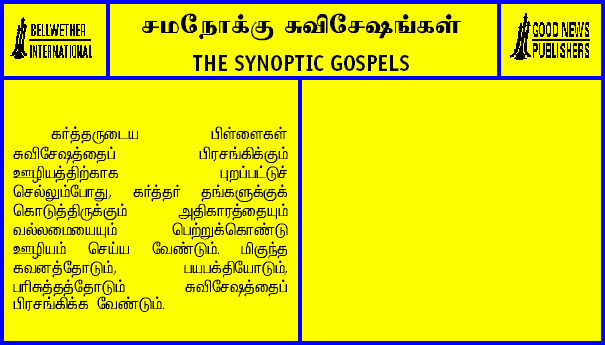 BELLWETHER
INTERNATIONAL
சமநோக்கு சுவிசேஷங்கள்
THE SYNOPTIC GOSPELS
GOOD NEWS
PUBLISHERS
கர்த்தருடைய பிள்ளைகள்
சுவிசேஷத்தைப் பிரசங்கிக்கும்
ஊழியத்திற்காக புறப்பட்டுச்
செல்லும்போது, கர்த்தர் தங்களுக்குக்
கொடுத்திருக்கும் அதிகாரத்தையும்
வல்லமையையும் பெற்றுக்கொண்டு
ஊழியம் செய்ய வேண்டும். மிகுந்த
கவனத்தோடும், பயபக்தியோடும்,
பரிசுத்தத்தோடும் சுவிசேஷத்தைப்
பிரசங்கிக்க வேண்டும்.